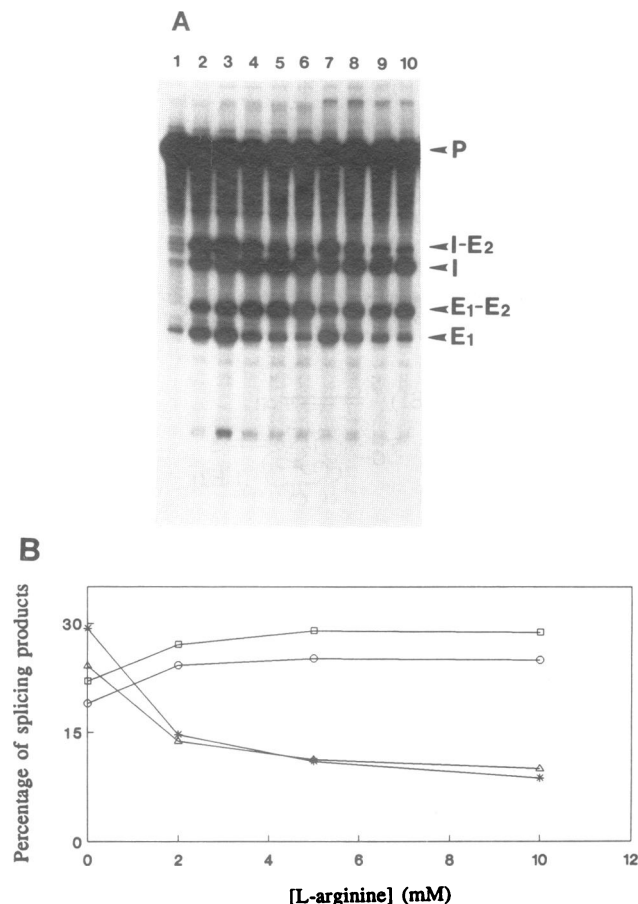 A
1 2 3 4 5 6 7 8 9 10
P
I-E2
I
E1-E2
E1
B
Percentage of splicing products
30
15
0
0 2 4 6 8 10 12
[L-arginine] (mM)